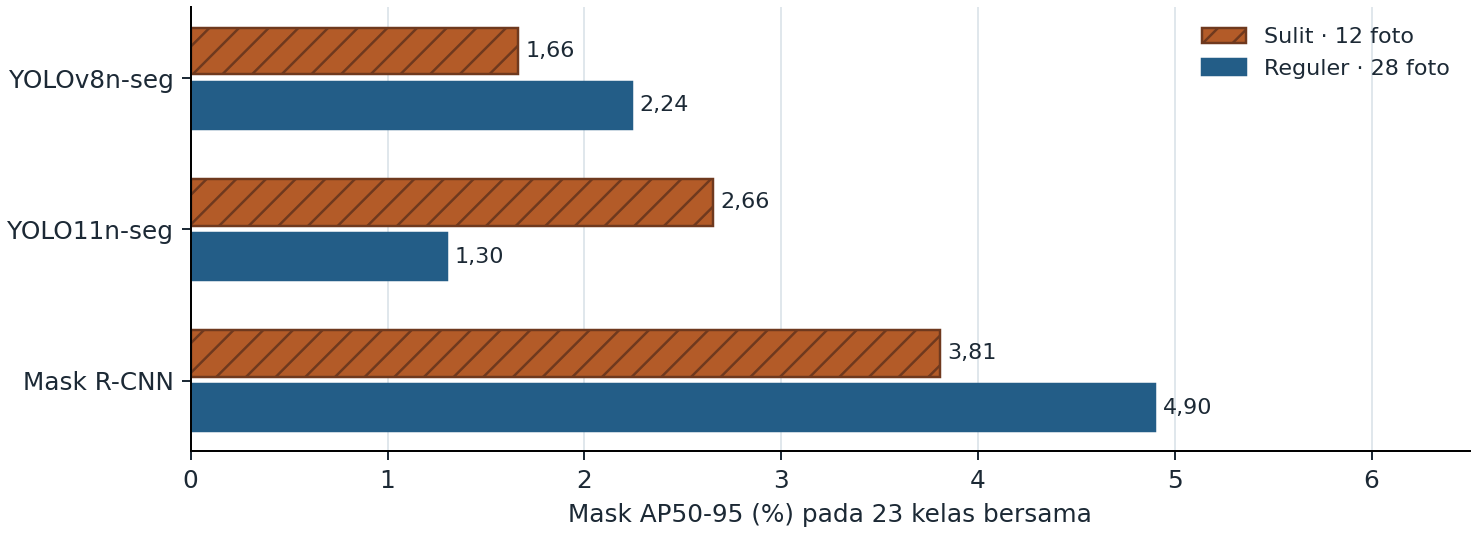 Sulit · 12 foto
Reguler · 28 foto
YOLOv8n-seg
1,66
2,24
YOLO11n-seg
2,66
1,30
Mask R-CNN
3,81
4,90
0 1 2 3 4 5 6
Mask AP50-95 (%) pada 23 kelas bersama